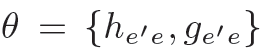 θ = {h_{e′e}, g_{e′e}}